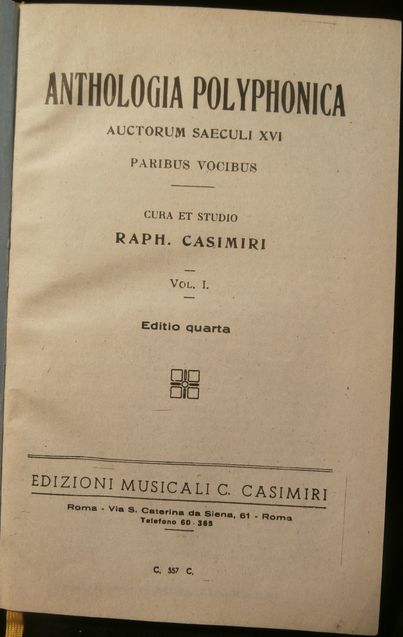 ANTHOLOGIA POLYPHONICA
AUCTORUM SAECULI XVI
PARIBUS VOCIBUS
CURA ET STUDIO
RAPH. CASIMIRI
VOL. I.
Editio quarta
EDIZIONI MUSICALI C. CASIMIRI
Roma - Via S. Caterina da Siena, 61 - Roma
Telefono 60-365
C. 557 C.